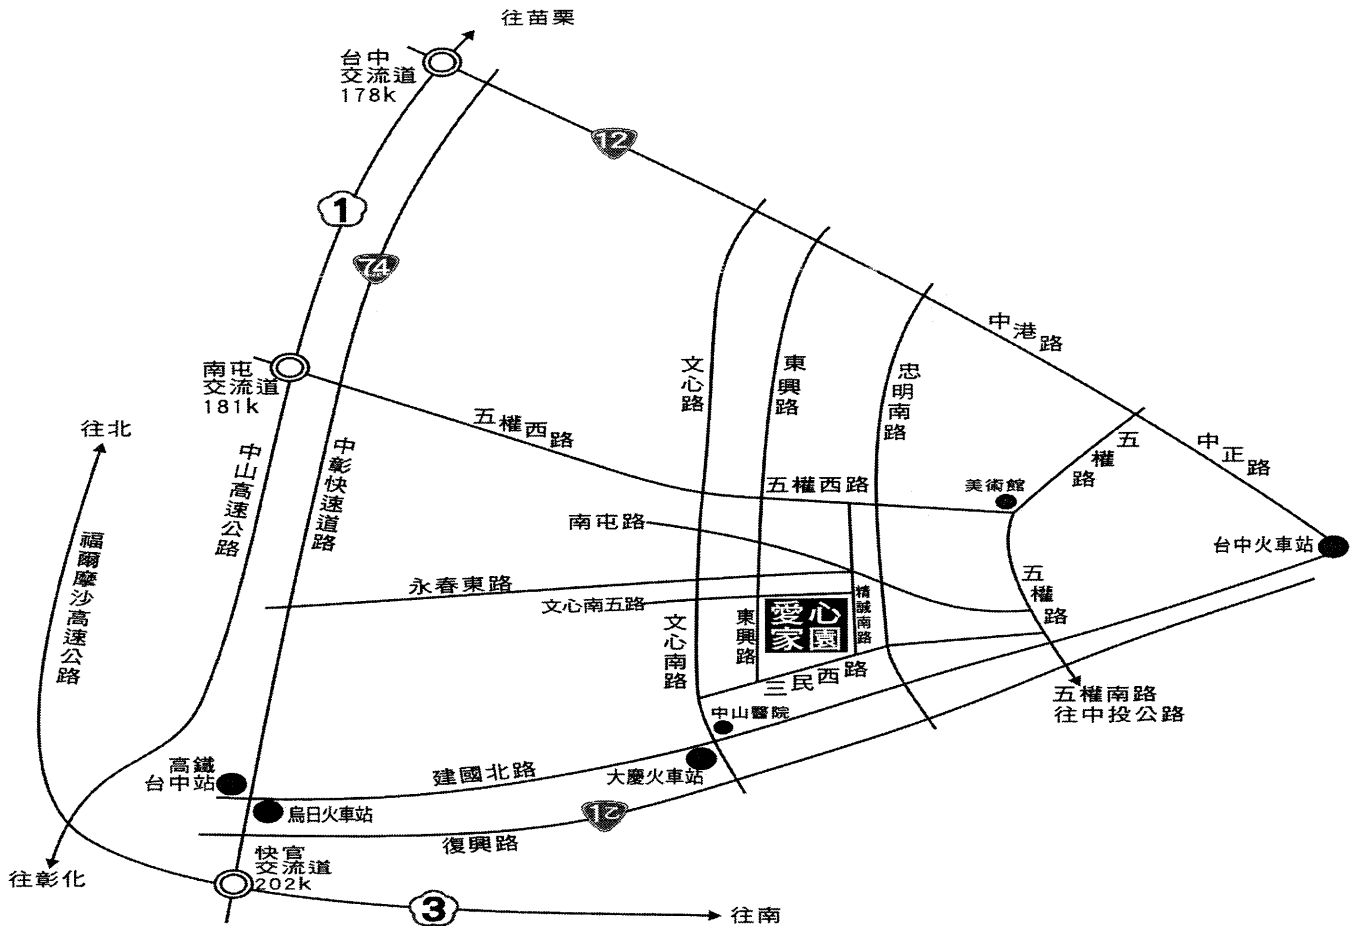 往苗栗
台中
交流道
178k
12
1
74
南屯
交流道
181k
中港路
文心路
東興路
忠明南路
五權西路
往北
中山高速公路
中彰快速道路
福爾摩沙高速公路
五權路
中正路
五權西路
美術館
南屯路
台中火車站
永春東路
文心南五路
愛心
家園
精誠南路
東興路
文心南路
五權路
三民西路
五權南路
往中投公路
中山醫院
高鐵
台中站
建國北路
大慶火車站
烏日火車站
12
復興路
快官
交流道
202k
往彰化
3
往南